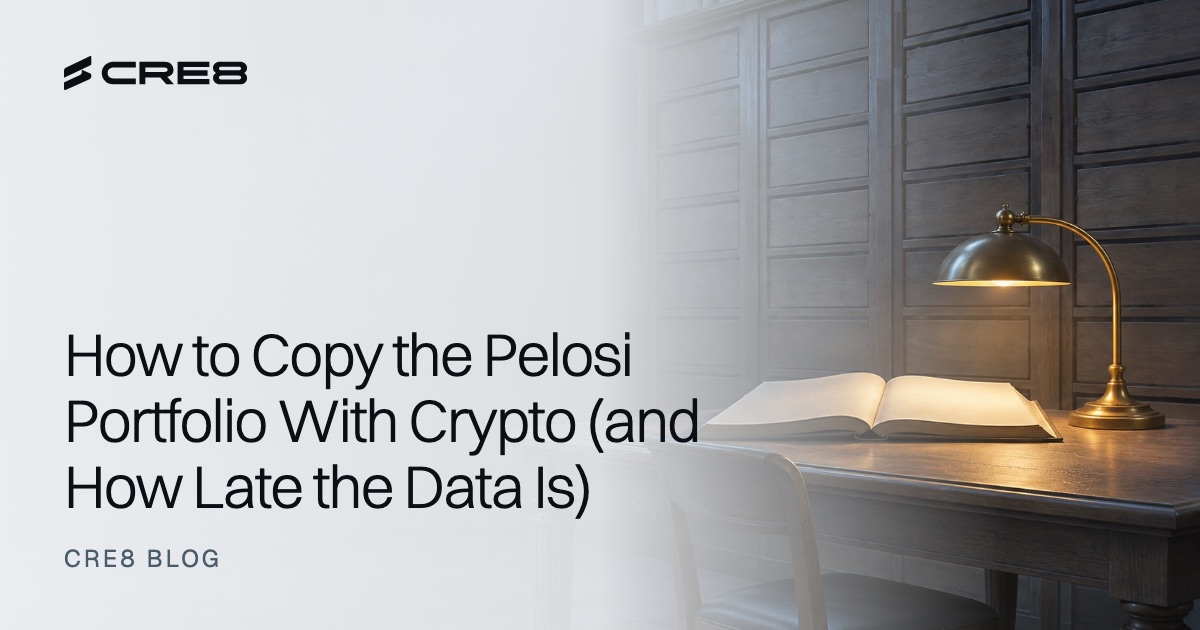 CRE8
How to Copy the Pelosi
Portfolio With Crypto (and
How Late the Data Is)
CRE8 BLOG